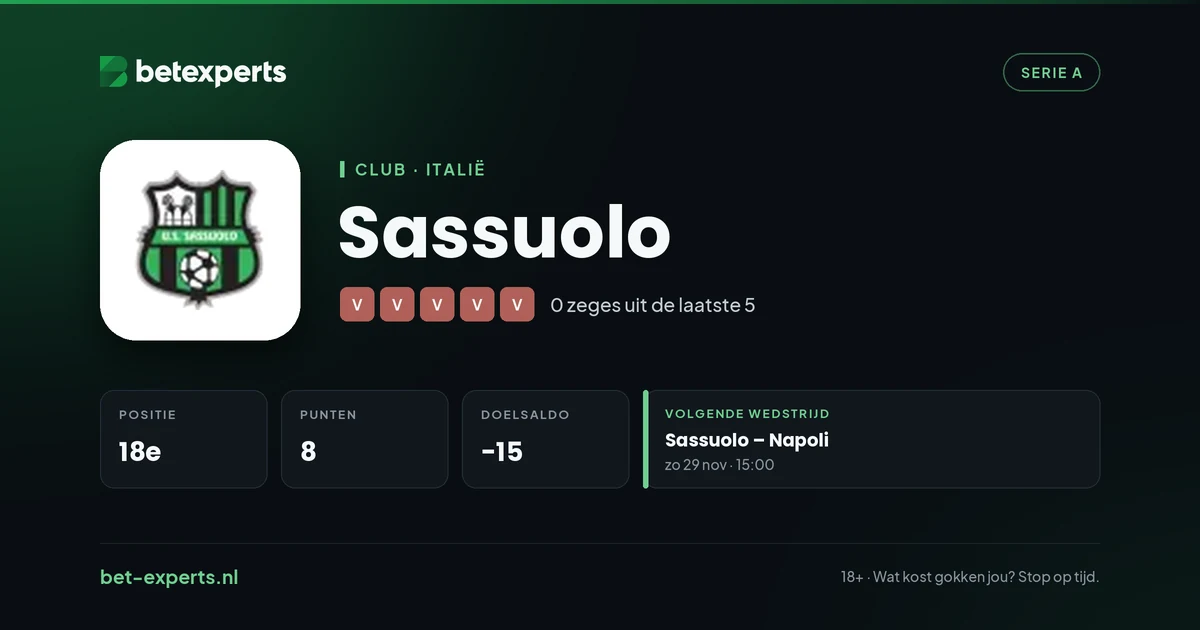 betexperts
SERIE A
U.S. SASSUOLO
CLUB · ITALIË
Sassuolo
V V V V V 0 zeges uit de laatste 5
POSITIE
18e
PUNTEN
8
DOELSALDO
-15
VOLGENDE WEDSTRIJD
Sassuolo – Napoli
zo 29 nov · 15:00
bet-experts.nl
18+ · Wat kost gokken jou? Stop op tijd.